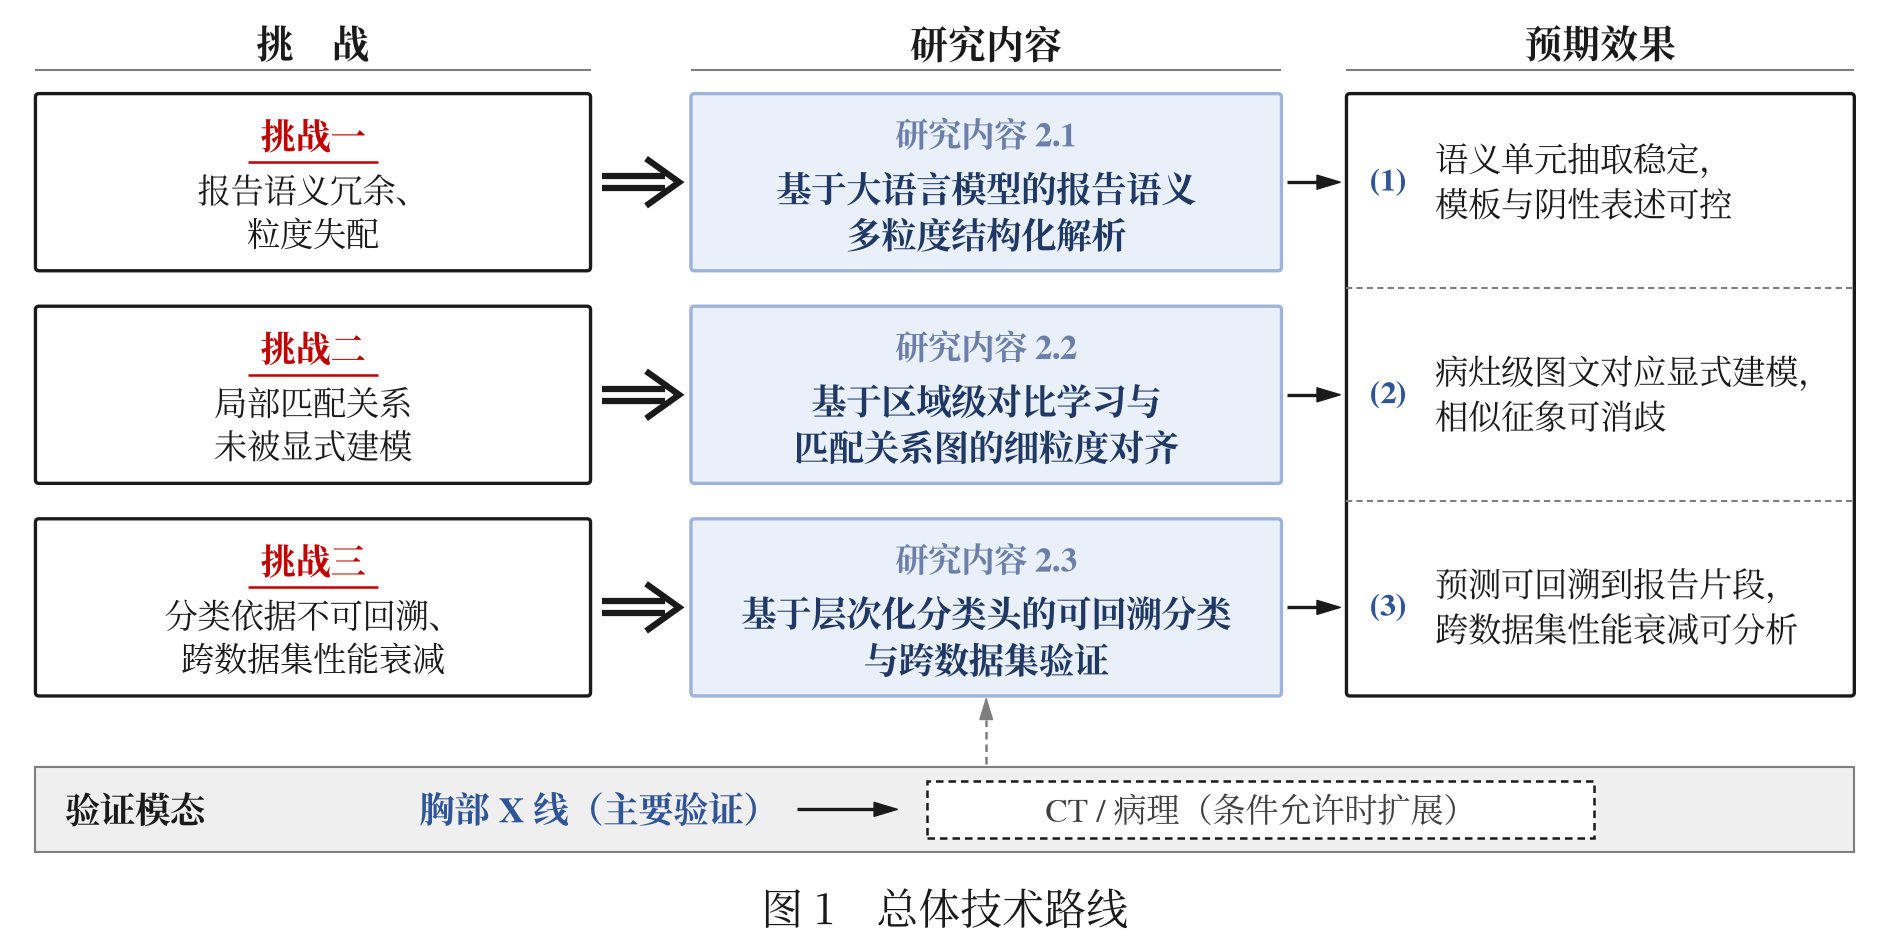 挑 战
研究内容
预期效果
挑战一
报告语义冗余、
粒度失配
研究内容 2.1
基于大语言模型的报告语义
多粒度结构化解析
(1)
语义单元抽取稳定,
模板与阴性表述可控
挑战二
局部匹配关系
未被显式建模
研究内容 2.2
基于区域级对比学习与
匹配关系图的细粒度对齐
(2)
病灶级图文对应显式建模,
相似征象可消歧
挑战三
分类依据不可回溯、
跨数据集性能衰减
研究内容 2.3
基于层次化分类头的可回溯分类
与跨数据集验证
(3)
预测可回溯到报告片段,
跨数据集性能衰减可分析
验证模态
胸部 X 线（主要验证）
CT / 病理（条件允许时扩展）
图 1 总体技术路线